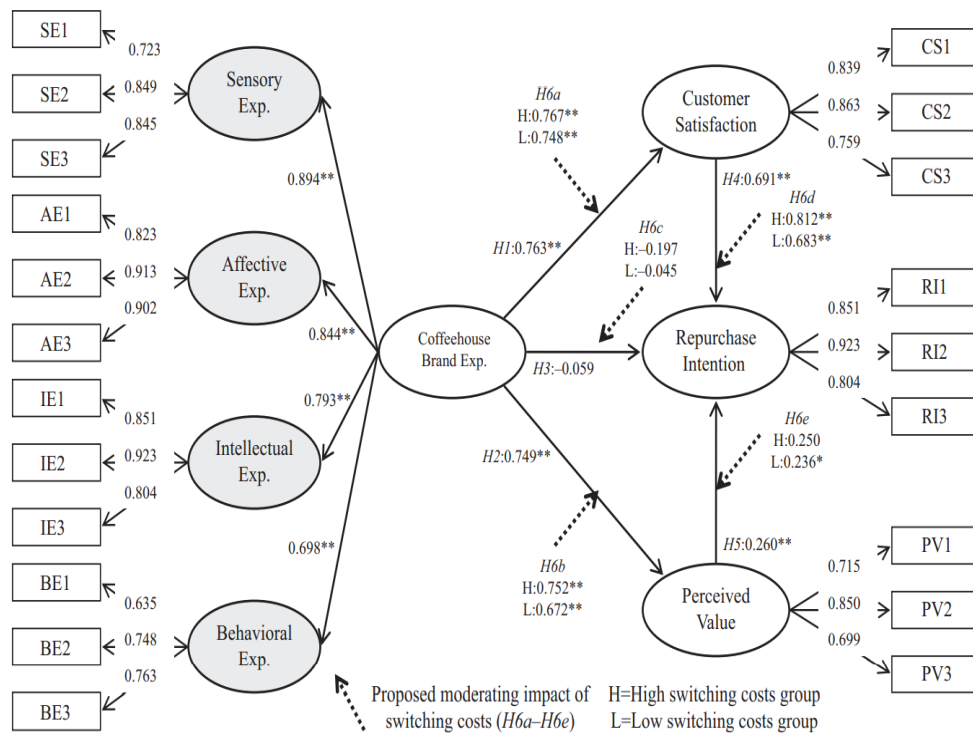 SE1
0.723
SE2
0.849
SE3
0.845
Sensory
Exp.
0.894**
AE1
0.823
AE2
0.913
AE3
0.902
Affective
Exp.
0.844**
IE1
0.851
IE2
0.923
IE3
0.804
Intellectual
Exp.
0.793**
BE1
0.635
BE2
0.748
BE3
0.763
Behavioral
Exp.
0.698**
Coffeehouse
Brand Exp.
H6a
H:0.767**
L:0.748**
H1:0.763**
H6c
H:–0.197
L:–0.045
H3:–0.059
H2:0.749**
H6b
H:0.752**
L:0.672**
Customer
Satisfaction
H4:0.691**
H6d
H:0.812**
L:0.683**
Repurchase
Intention
H6e
H:0.250
L:0.236*
H5:0.260**
Perceived
Value
CS1
0.839
CS2
0.863
CS3
0.759
RI1
0.851
RI2
0.923
RI3
0.804
PV1
0.715
PV2
0.850
PV3
0.699
Proposed moderating impact of
switching costs (H6a–H6e)
H=High switching costs group
L=Low switching costs group